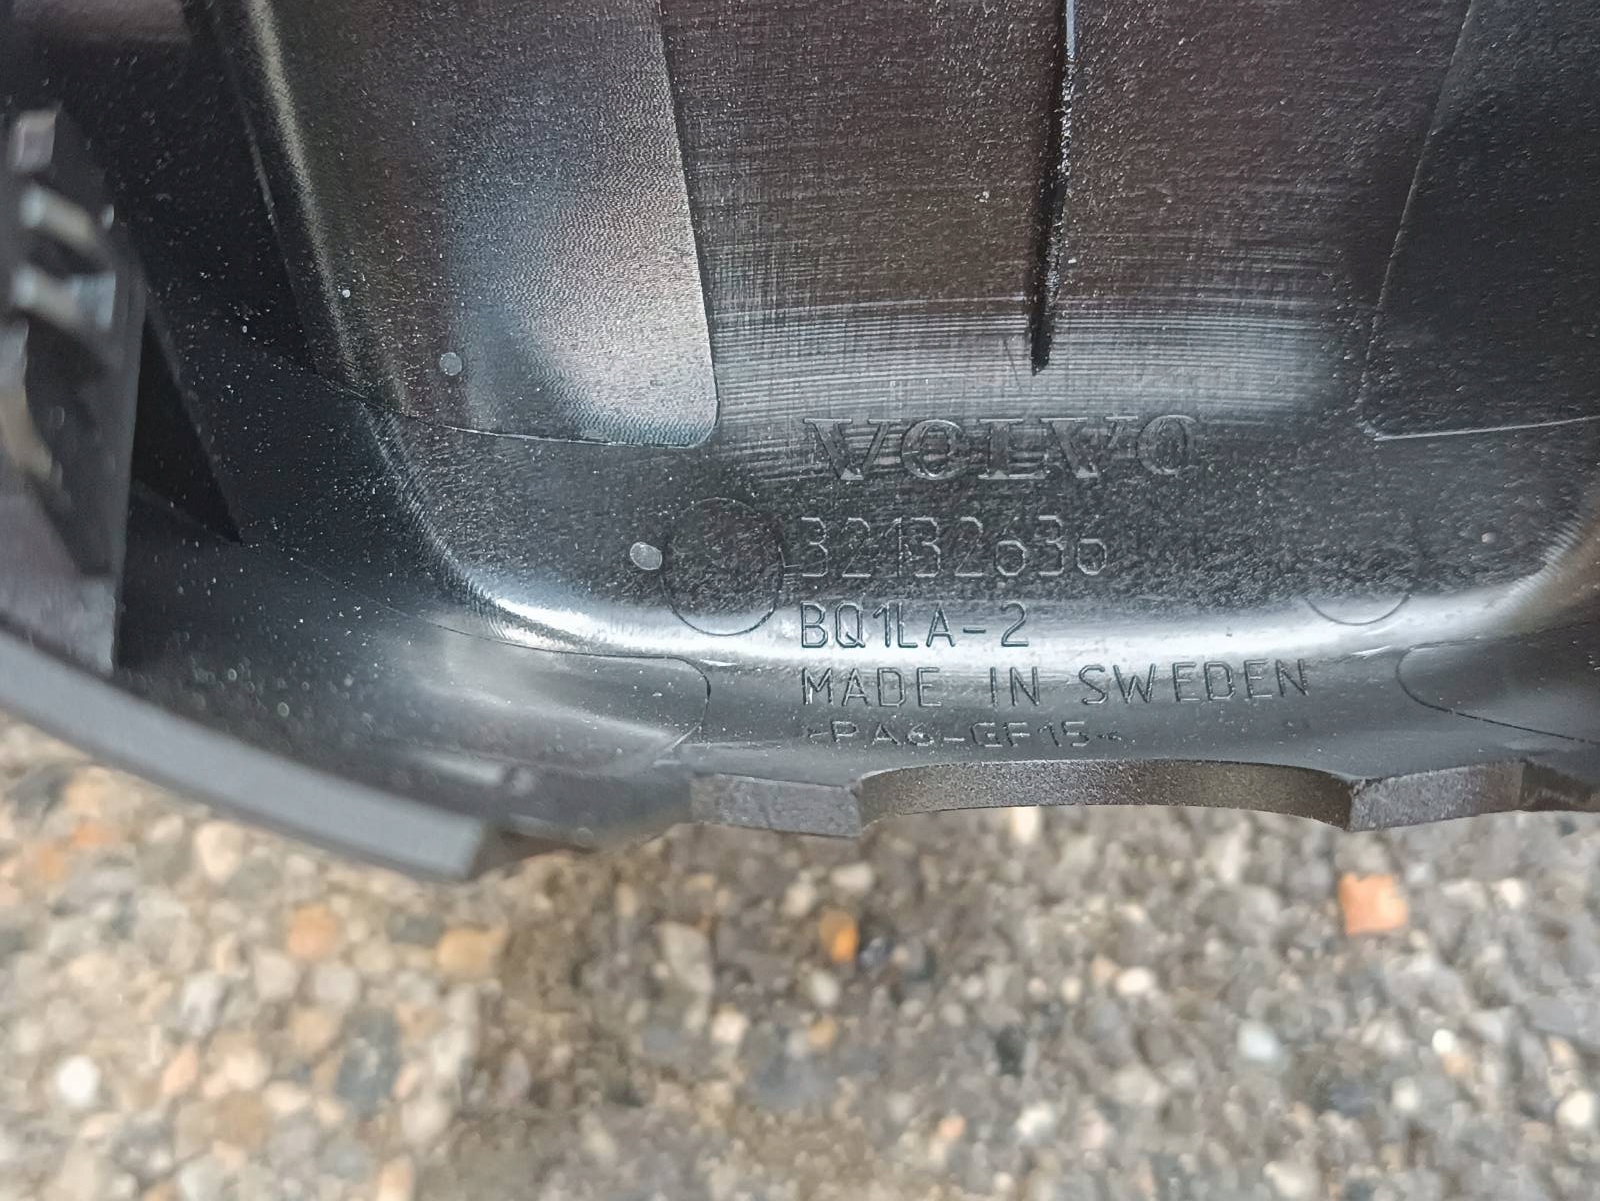 VOLVO
32132636
BQ1LA-2
MADE IN SWEDEN
>PA6-GF15<